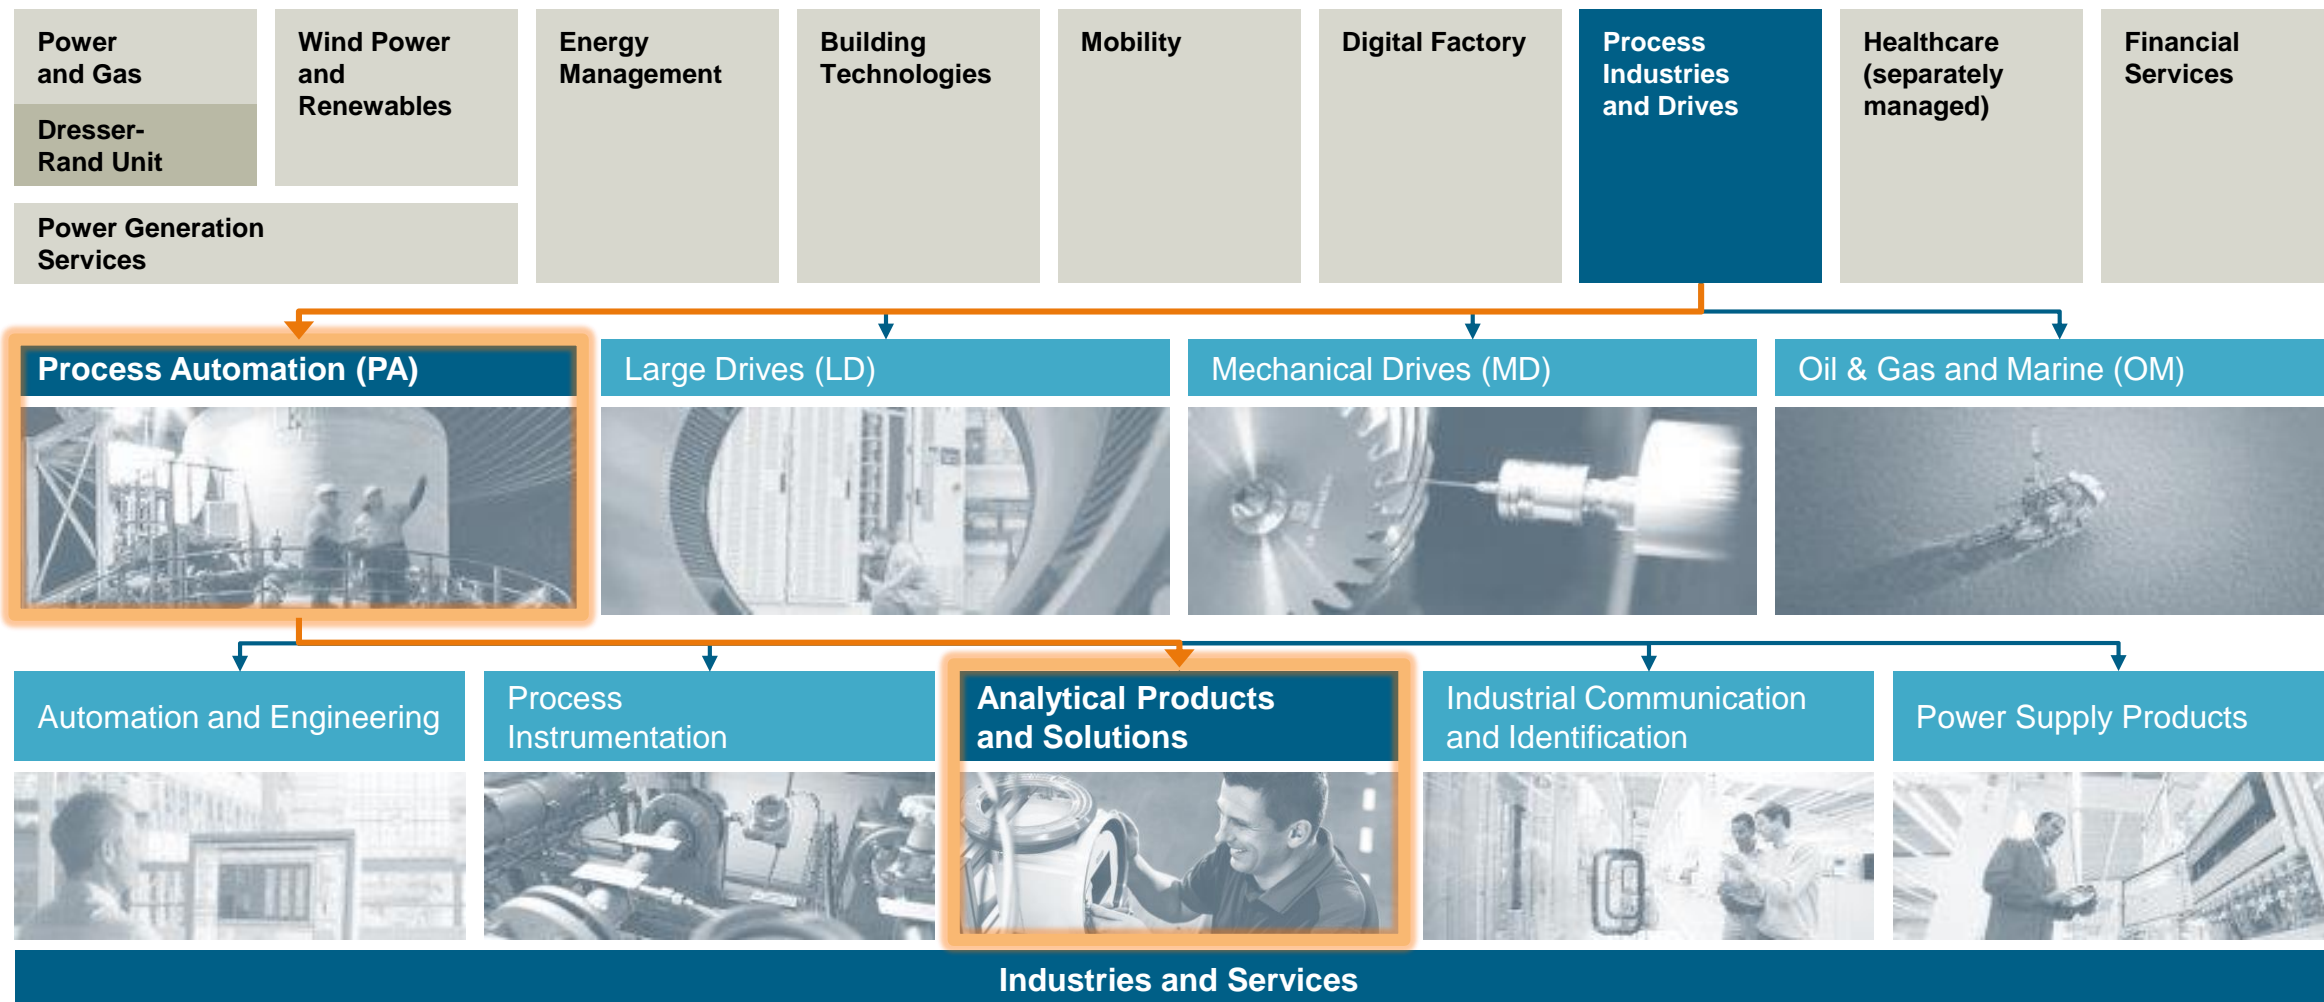 Power
and Gas
Dresser-
Rand Unit
Wind Power
and
Renewables
Power Generation
Services
Energy
Management
Building
Technologies
Mobility
Digital Factory
Process
Industries
and Drives
Healthcare
(separately
managed)
Financial
Services
Process Automation (PA)
Large Drives (LD)
Mechanical Drives (MD)
Oil & Gas and Marine (OM)
Automation and Engineering
Process
Instrumentation
Analytical Products
and Solutions
Industrial Communication
and Identification
Power Supply Products
Industries and Services